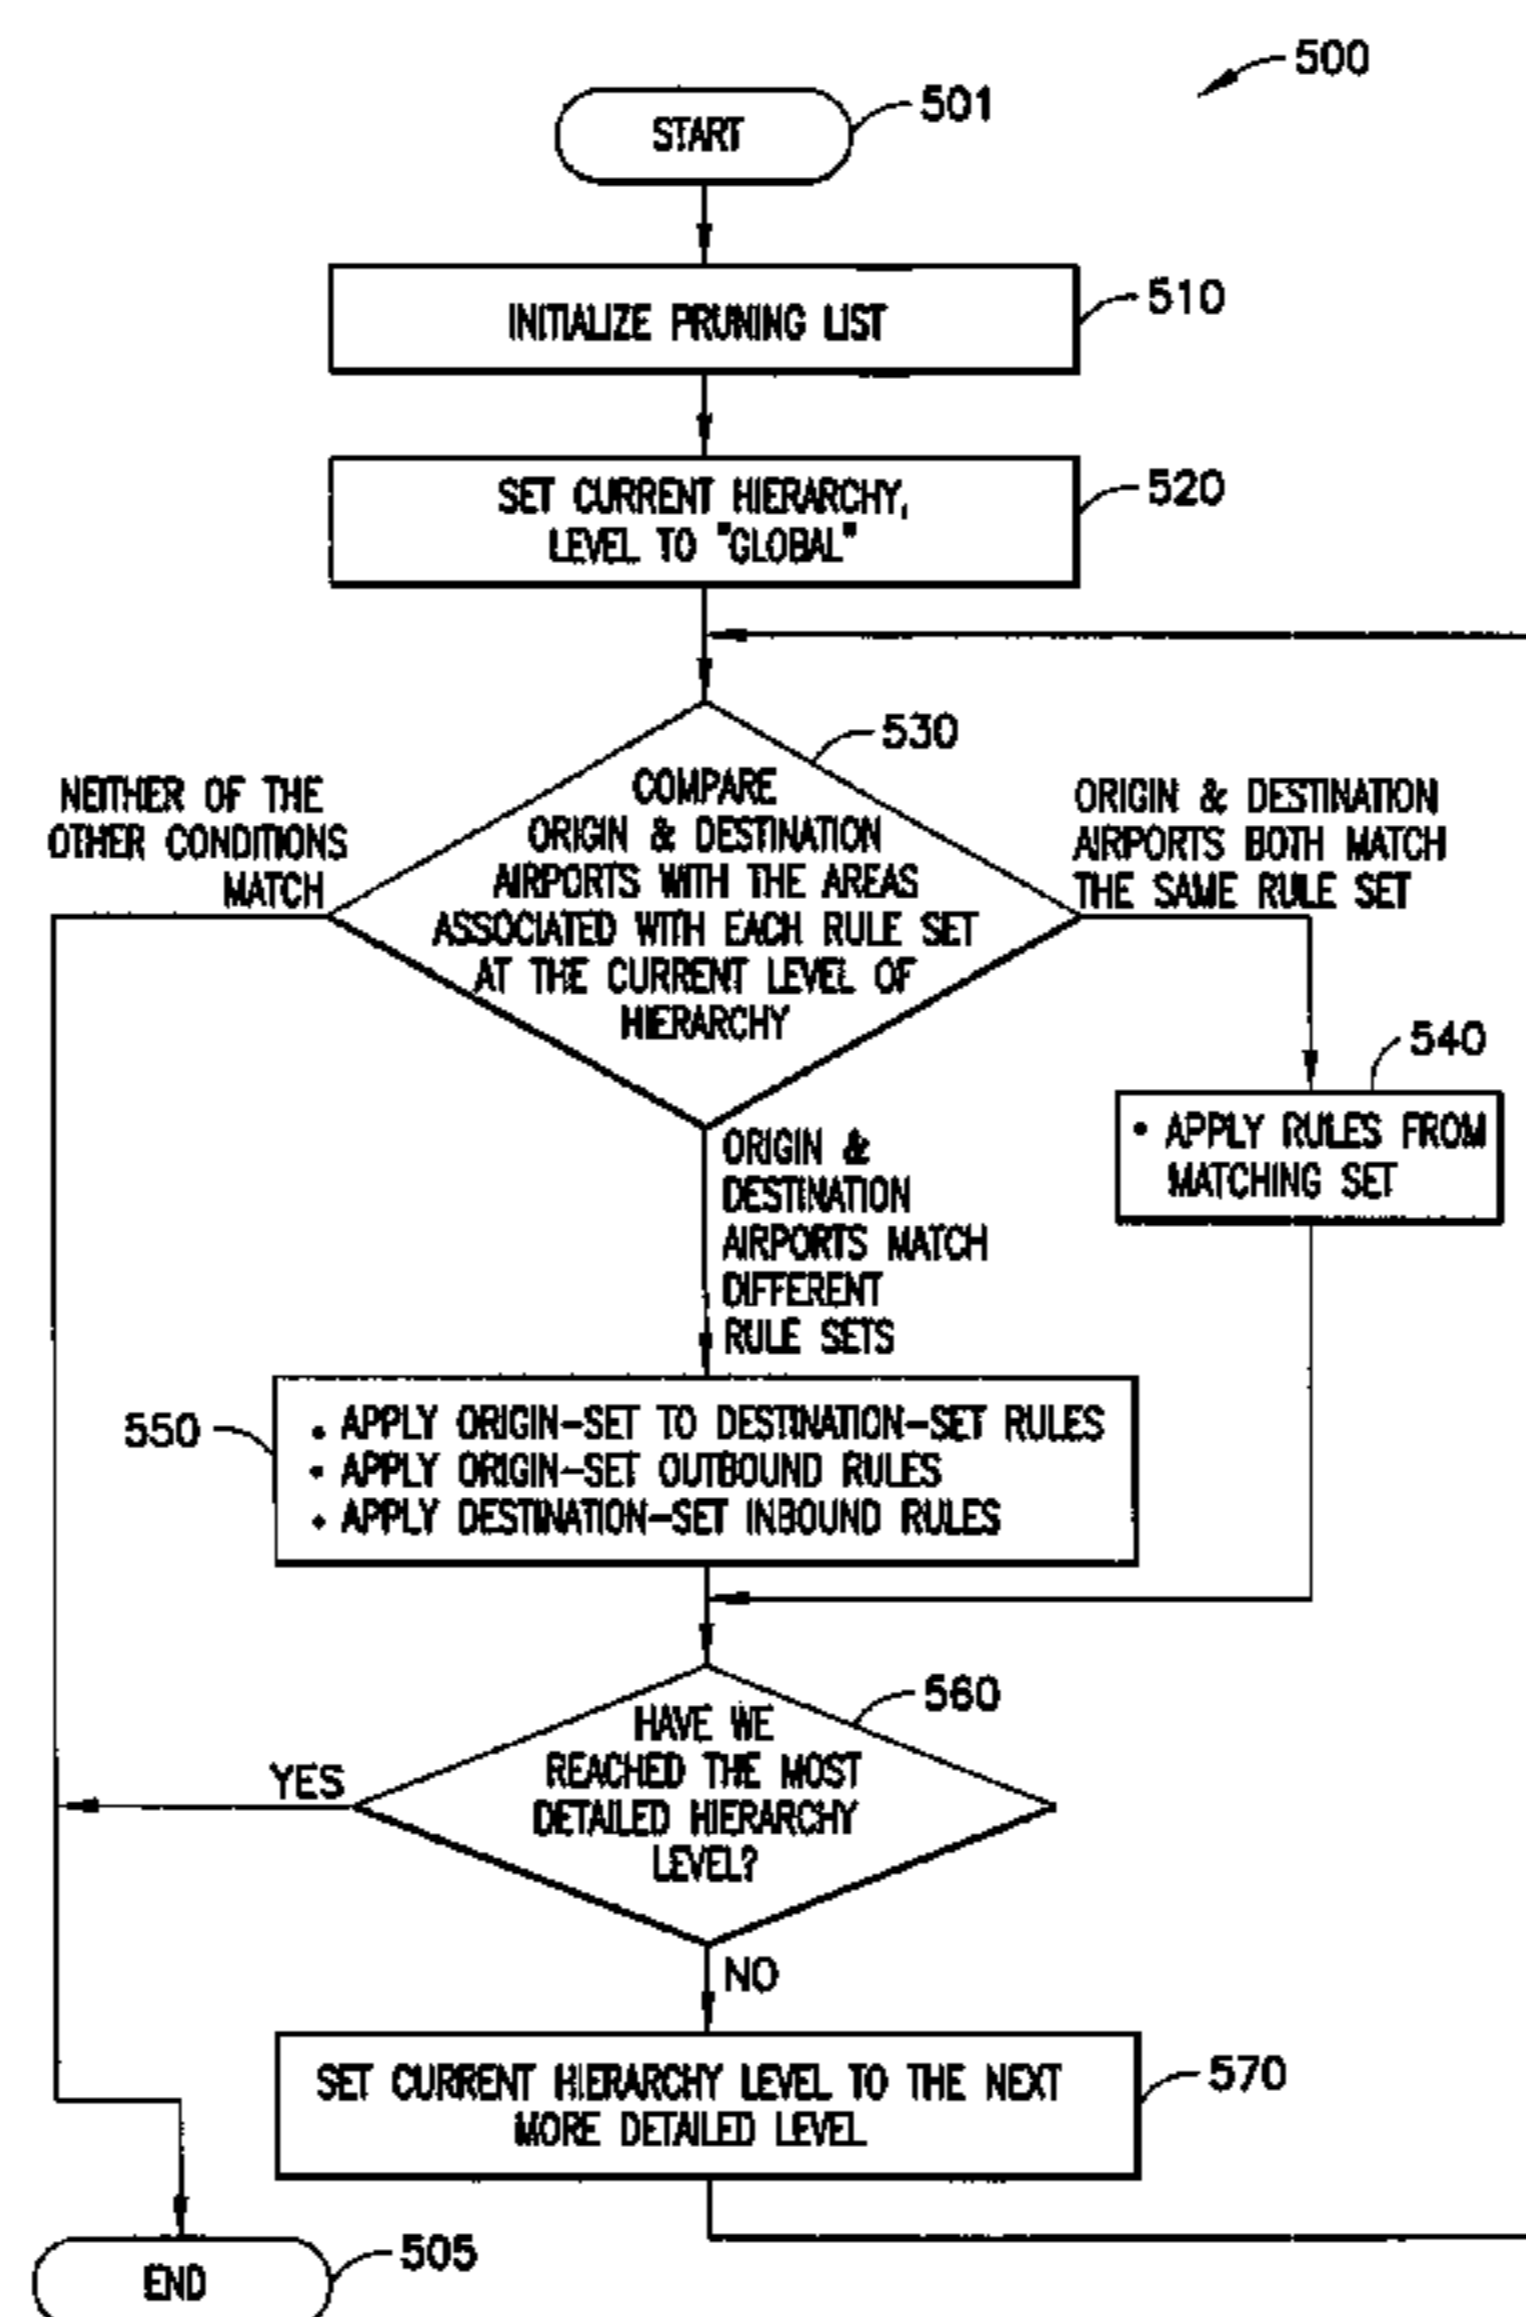 500
START
501
INITIALIZE PRUNING LIST
510
SET CURRENT HIERARCHY,
LEVEL TO "GLOBAL"
520
530
COMPARE
ORIGIN & DESTINATION
AIRPORTS WITH THE AREAS
ASSOCIATED WITH EACH RULE SET
AT THE CURRENT LEVEL OF
HIERARCHY
NEITHER OF THE
OTHER CONDITIONS
MATCH
ORIGIN & DESTINATION
AIRPORTS BOTH MATCH
THE SAME RULE SET
540
• APPLY RULES FROM
MATCHING SET
ORIGIN &
DESTINATION
AIRPORTS MATCH
DIFFERENT
RULE SETS
550
• APPLY ORIGIN-SET TO DESTINATION-SET RULES
• APPLY ORIGIN-SET OUTBOUND RULES
• APPLY DESTINATION-SET INBOUND RULES
560
HAVE WE
REACHED THE MOST
DETAILED HIERARCHY
LEVEL?
YES
NO
SET CURRENT HIERARCHY LEVEL TO THE NEXT
MORE DETAILED LEVEL
570
END
505